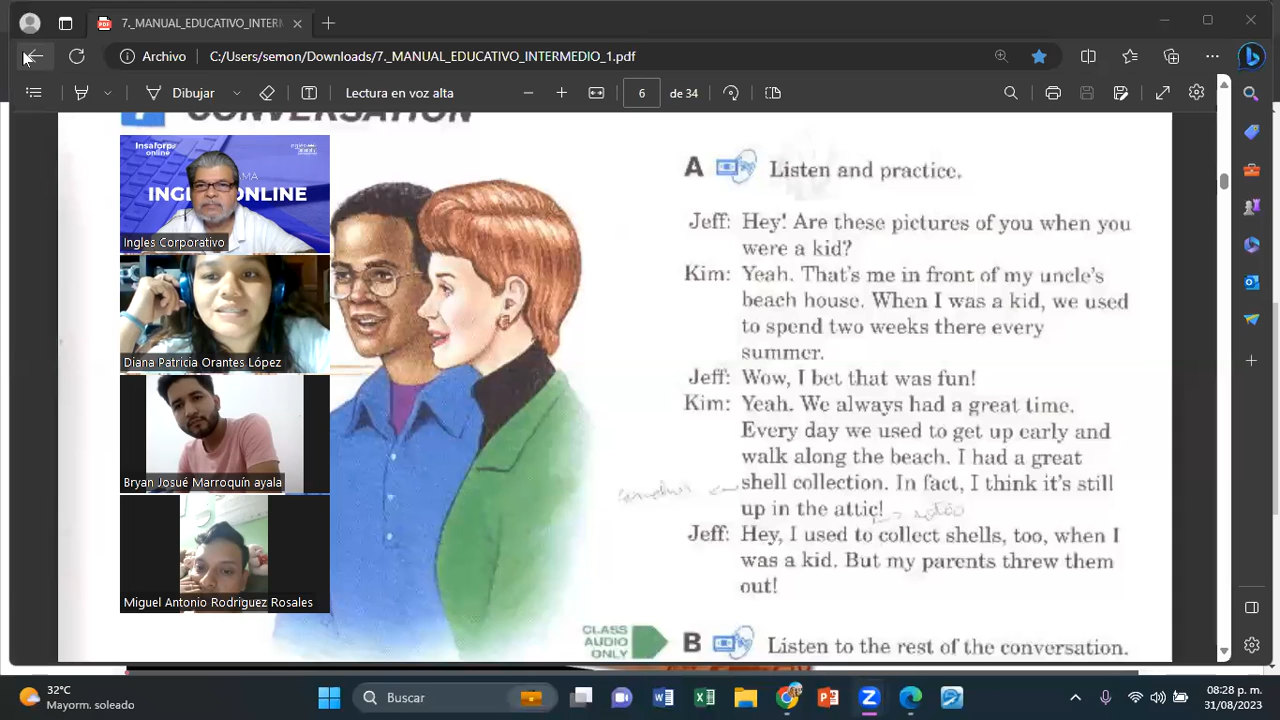 7._MANUAL_EDUCATIVO_INTERM
Archivo
C:/Users/semon/Downloads/7._MANUAL_EDUCATIVO_INTERMEDIO_1.pdf
Dibujar
Lectura en voz alta
6
de 34
CONVERSATION
Insaforp
online
INGL ONLINE
Ingles Corporativo
Diana Patricia Orantes López
Bryan Josué Marroquín ayala
Miguel Antonio Rodriguez Rosales
A Listen and practice.
Jeff: Hey! Are these pictures of you when you
were a kid?
Kim: Yeah. That's me in front of my uncle's
beach house. When I was a kid, we used
to spend two weeks there every
summer.
Jeff: Wow, I bet that was fun!
Kim: Yeah. We always had a great time.
Every day we used to get up early and
walk along the beach. I had a great
shell collection. In fact, I think it's still
up in the attic!
Jeff: Hey, I used to collect shells, too, when I
was a kid. But my parents threw them
out!
CLASS
AUDIO
ONLY
B Listen to the rest of the conversation.
32°C
Mayorm. soleado
Buscar
08:28 p. m.
31/08/2023